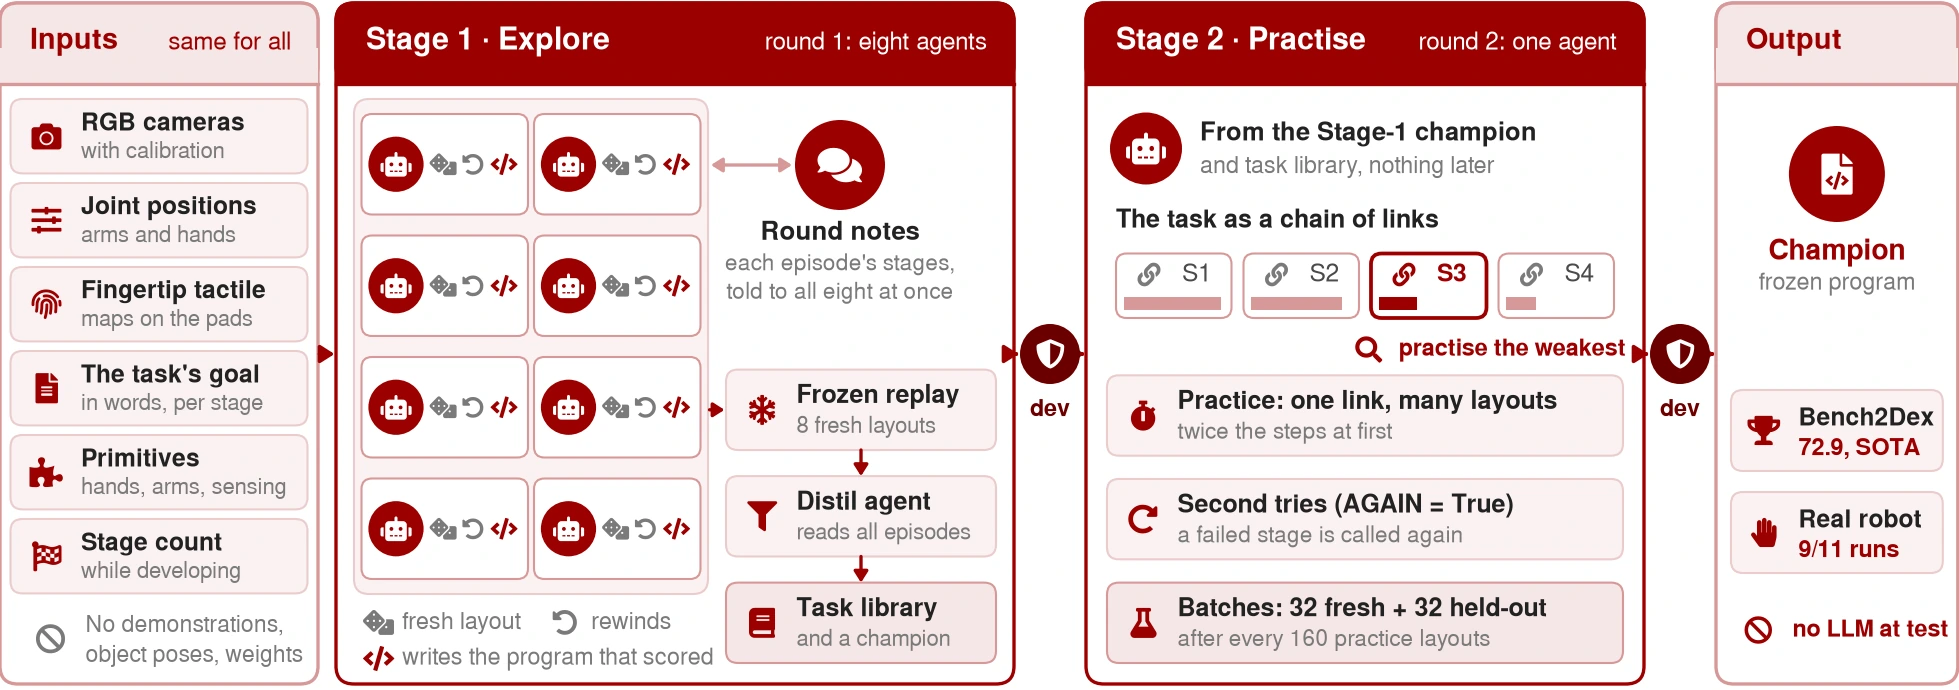 Inputs
same for all
RGB cameras
with calibration
Joint positions
arms and hands
Fingertip tactile
maps on the pads
The task's goal
in words, per stage
Primitives
hands, arms, sensing
Stage count
while developing
No demonstrations,
object poses, weights
Stage 1 · Explore
round 1: eight agents
Round notes
each episode's stages,
told to all eight at once
Frozen replay
8 fresh layouts
Distil agent
reads all episodes
Task library
and a champion
fresh layout
rewinds
writes the program that scored
dev
Stage 2 · Practise
round 2: one agent
From the Stage-1 champion
and task library, nothing later
The task as a chain of links
S1
S2
S3
S4
practise the weakest
Practice: one link, many layouts
twice the steps at first
Second tries (AGAIN = True)
a failed stage is called again
Batches: 32 fresh + 32 held-out
after every 160 practice layouts
dev
Output
Champion
frozen program
Bench2Dex
72.9, SOTA
Real robot
9/11 runs
no LLM at test